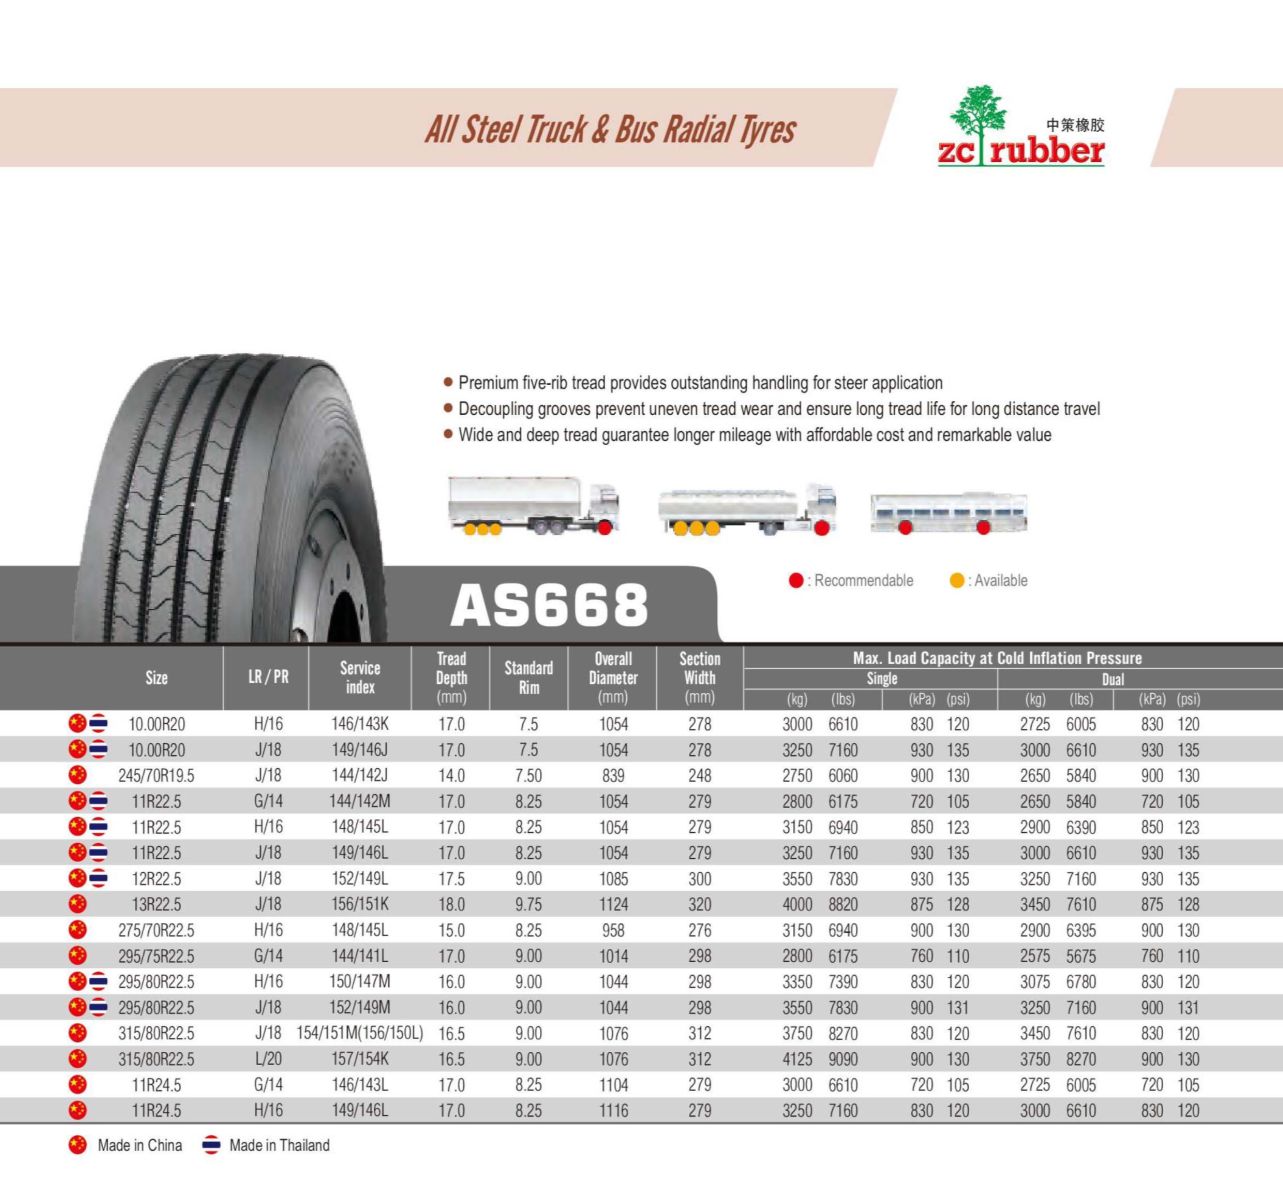 All Steel Truck & Bus Radial Tyres
中策橡胶
zc rubber
Premium five-rib tread provides outstanding handling for steer application
Decoupling grooves prevent uneven tread wear and ensure long tread life for long distance travel
Wide and deep tread guarantee longer mileage with affordable cost and remarkable value
: Recommendable : Available
AS668
Size LR / PR Service index Tread Depth (mm) Standard Rim Overall Diameter (mm) Section Width (mm) Max. Load Capacity at Cold Inflation Pressure
Single Dual
(kg) (lbs) (kPa) (psi) (kg) (lbs) (kPa) (psi)
10.00R20 H/16 146/143K 17.0 7.5 1054 278 3000 6610 830 120 2725 6005 830 120
10.00R20 J/18 149/146J 17.0 7.5 1054 278 3250 7160 930 135 3000 6610 930 135
245/70R19.5 J/18 144/142J 14.0 7.50 839 248 2750 6060 900 130 2650 5840 900 130
11R22.5 G/14 144/142M 17.0 8.25 1054 279 2800 6175 720 105 2650 5840 720 105
11R22.5 H/16 148/145L 17.0 8.25 1054 279 3150 6940 850 123 2900 6390 850 123
11R22.5 J/18 149/146L 17.0 8.25 1054 279 3250 7160 930 135 3000 6610 930 135
12R22.5 J/18 152/149L 17.5 9.00 1085 300 3550 7830 930 135 3250 7160 930 135
13R22.5 J/18 156/151K 18.0 9.75 1124 320 4000 8820 875 128 3450 7610 875 128
275/70R22.5 H/16 148/145L 15.0 8.25 958 276 3150 6940 900 130 2900 6395 900 130
295/75R22.5 G/14 144/141L 17.0 9.00 1014 298 2800 6175 760 110 2575 5675 760 110
295/80R22.5 H/16 150/147M 16.0 9.00 1044 298 3350 7390 830 120 3075 6780 830 120
295/80R22.5 J/18 152/149M 16.0 9.00 1044 298 3550 7830 900 131 3250 7160 900 131
315/80R22.5 J/18 154/151M(156/150L) 16.5 9.00 1076 312 3750 8270 830 120 3450 7610 830 120
315/80R22.5 L/20 157/154K 16.5 9.00 1076 312 4125 9090 900 130 3750 8270 900 130
11R24.5 G/14 146/143L 17.0 8.25 1104 279 3000 6610 720 105 2725 6005 720 105
11R24.5 H/16 149/146L 17.0 8.25 1116 279 3250 7160 830 120 3000 6610 830 120
Made in China Made in Thailand